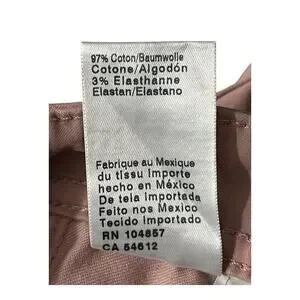 97% Coton/Baumwolle
Cotone/Algodón
3% Elasthanne
Elastan/Elastano
Fabrique au Mexique
du tissu Importe
hecho en México
De tela importada
Feito nos Mexico
Tecido Importado
RN 104857
CA 54612